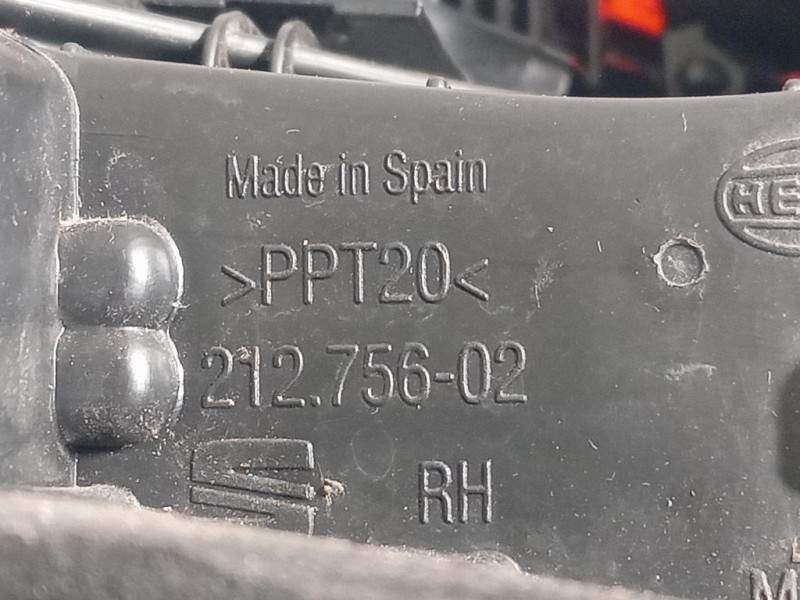 Made in Spain
>PPT20<
212.756-02
RH